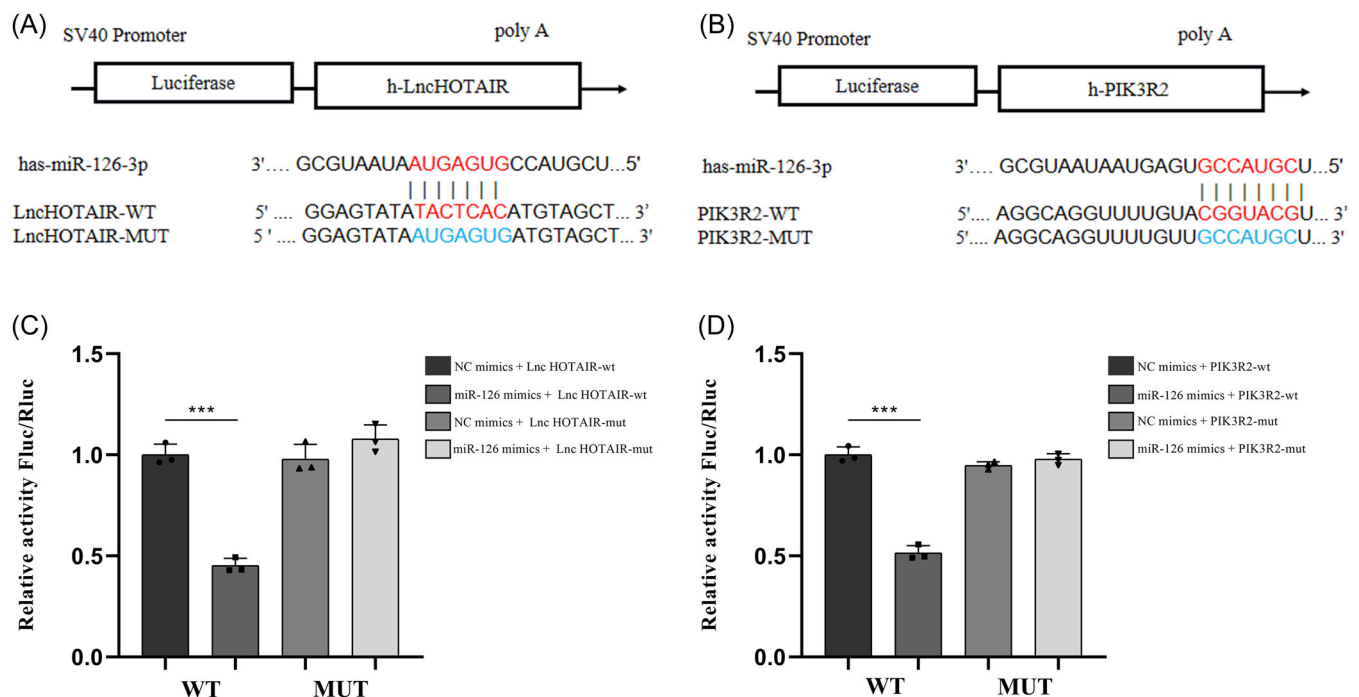 (A)
SV40 Promoter poly A
Luciferase h-LncHOTAIR
has-miR-126-3p 3'.... GCGUAAUAAUGAGUGCCAUGCU...5'
LncHOTAIR-WT 5' .... GGAGTATATACTCACATGTAGCT... 3'
LncHOTAIR-MUT 5 ' .... GGAGTATAAUGAGUGATGTAGCT... 3'
(B)
SV40 Promoter poly A
Luciferase h-PIK3R2
has-miR-126-3p 3'.... GCGUAAUAAUGAGUGCCAUGCU...5'
PIK3R2-WT 5'.... AGGCAGGUUUUGUACGGUACGU... 3'
PIK3R2-MUT 5'.... AGGCAGGUUUUGUUGCCAUGCU... 3'
(C)
Relative activity Fluc/Rluc
1.5
1.0
0.5
0.0
***
WT MUT
NC mimics + Lnc HOTAIR-wt
miR-126 mimics + Lnc HOTAIR-wt
NC mimics + Lnc HOTAIR-mut
miR-126 mimics + Lnc HOTAIR-mut
(D)
Relative activity Fluc/Rluc
1.5
1.0
0.5
0.0
***
WT MUT
NC mimics + PIK3R2-wt
miR-126 mimics + PIK3R2-wt
NC mimics + PIK3R2-mut
miR-126 mimics + PIK3R2-mut